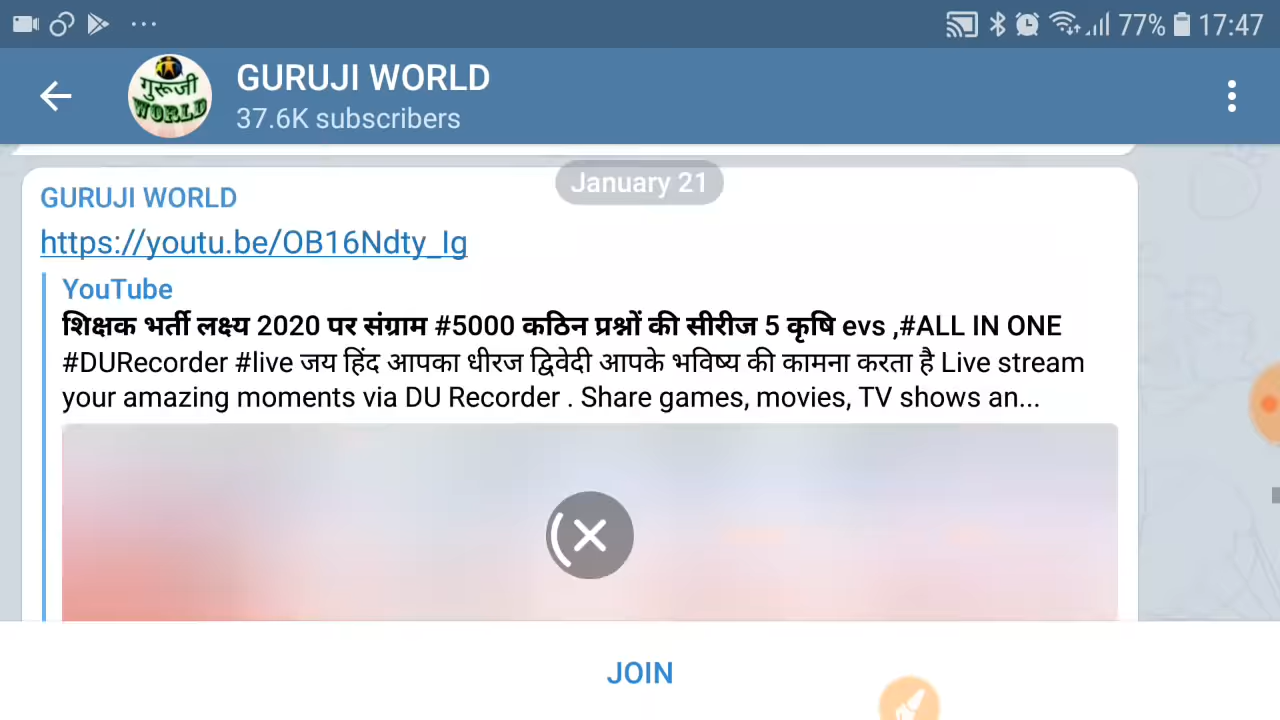 77% 17:47
गुरूजी
WORLD
GURUJI WORLD
37.6K subscribers
January 21
GURUJI WORLD
https://youtu.be/OB16Ndty_Ig
YouTube
शिक्षक भर्ती लक्ष्य 2020 पर संग्राम #5000 कठिन प्रश्नों की सीरीज 5 कृषि evs ,#ALL IN ONE
#DURecorder #live जय हिंद आपका धीरज द्विवेदी आपके भविष्य की कामना करता है Live stream
your amazing moments via DU Recorder . Share games, movies, TV shows an...
JOIN